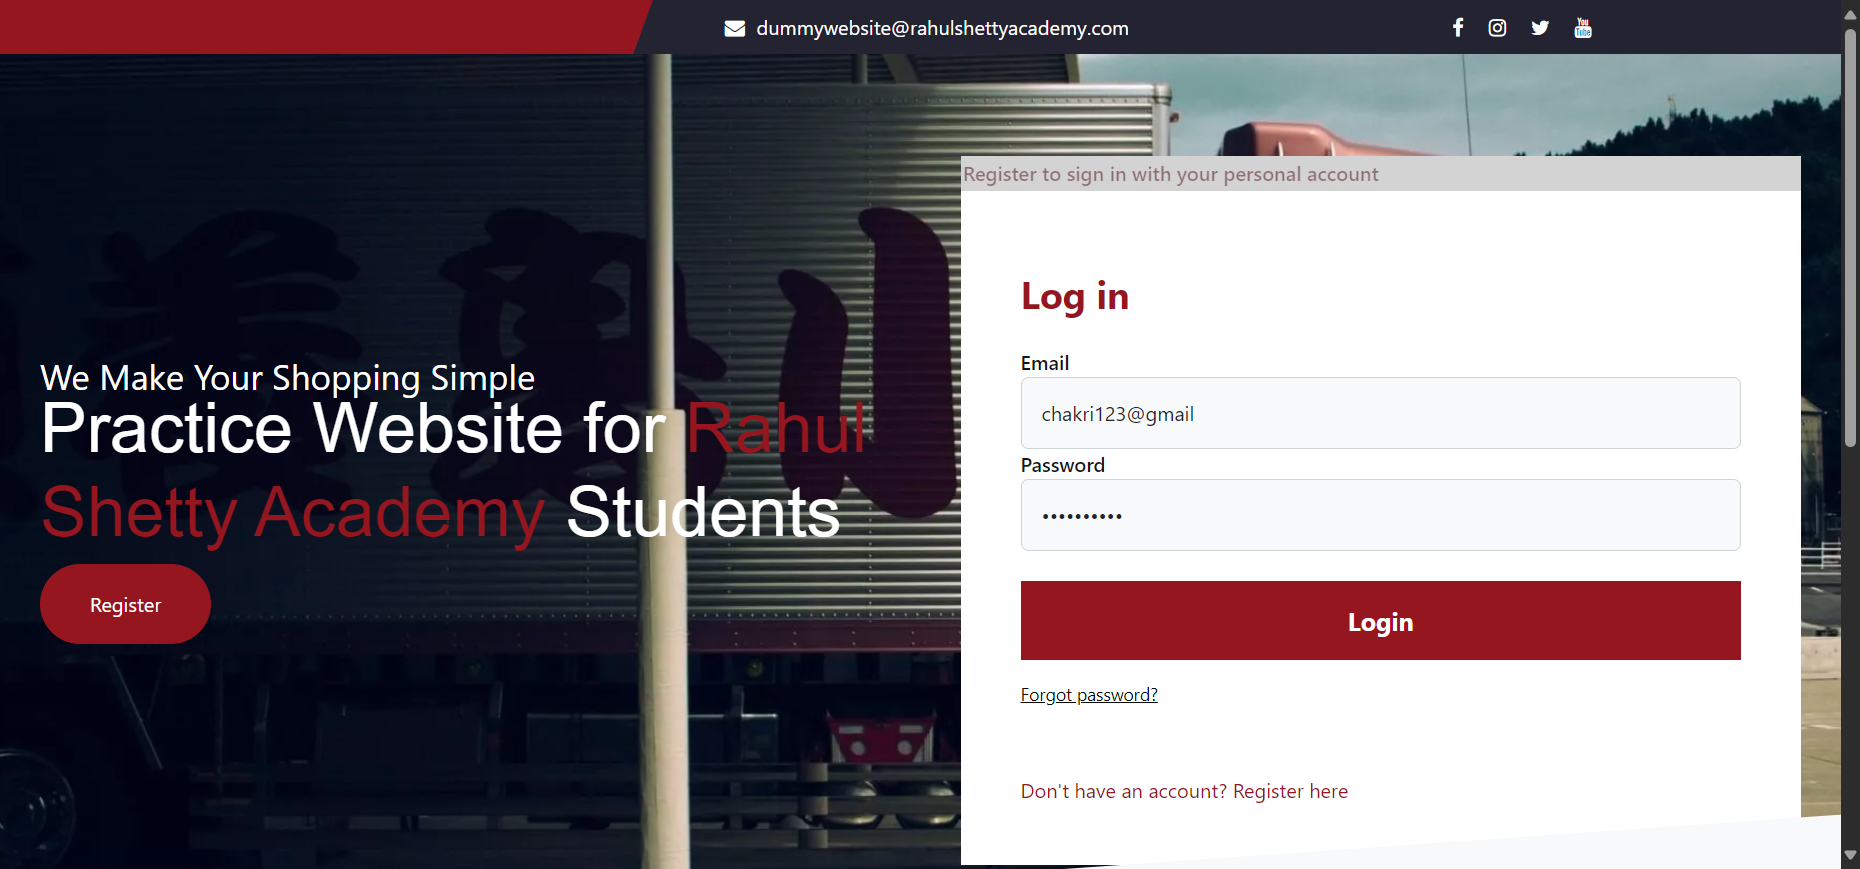 dummywebsite@rahulshettyacademy.com
Register to sign in with your personal account
We Make Your Shopping Simple
Practice Website for Rahul
Shetty Academy Students
Register
Log in
Email
chakri123@gmail
Password
••••••••••
Login
Forgot password?
Don't have an account? Register here